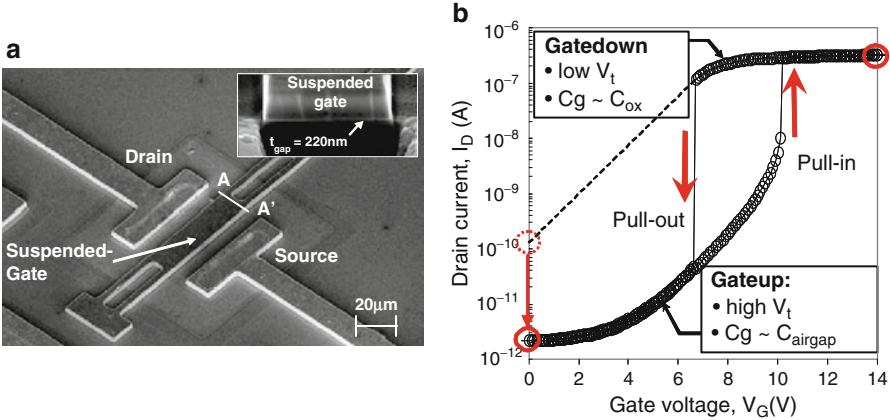 a
Suspended
gate
t_gap = 220nm
Drain
A
A'
Suspended-
Gate
Source
20μm
b
Drain current, I_D (A)
10^-6
10^-7
10^-8
10^-9
10^-10
10^-11
10^-12
Gatedown
• low V_t
• Cg ~ C_ox
Pull-out
Pull-in
Gateup:
• high V_t
• Cg ~ C_airgap
0 2 4 6 8 10 12 14
Gate voltage, V_G(V)